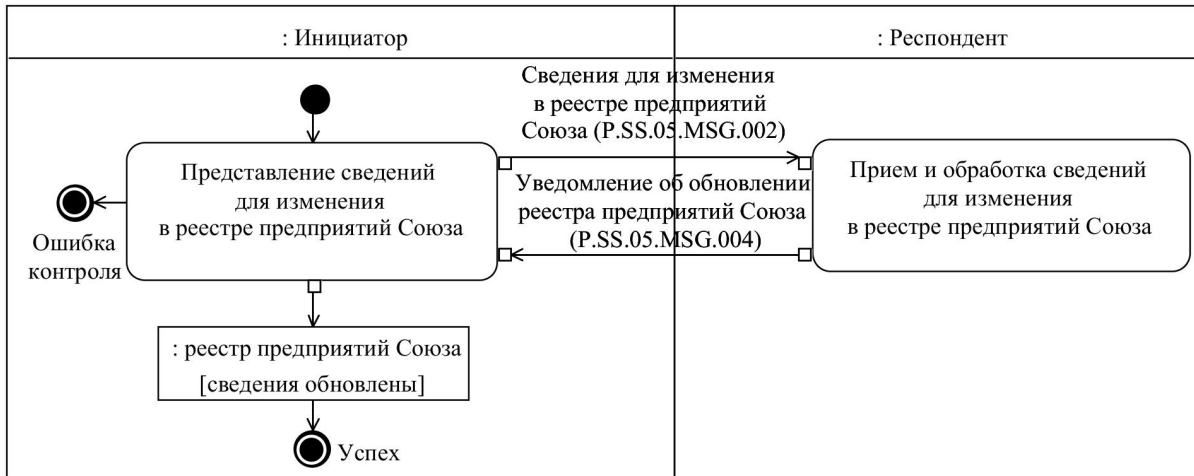 : Инициатор
: Респондент
Сведения для изменения
в реестре предприятий
Союза (P.SS.05.MSG.002)
Представление сведений
для изменения
в реестре предприятий Союза
Уведомление об обновлении
реестра предприятий Союза
(P.SS.05.MSG.004)
Прием и обработка сведений
для изменения
в реестре предприятий Союза
Ошибка
контроля
: реестр предприятий Союза
[сведения обновлены]
Успех